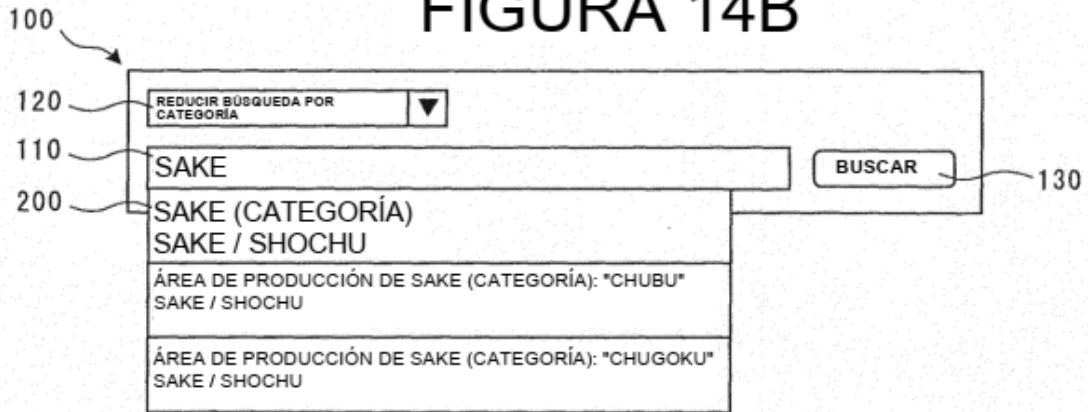 FIGURA 14B
100
120
REDUCIR BÚSQUEDA POR
CATEGORÍA
110
SAKE
BUSCAR
130
200
SAKE (CATEGORÍA)
SAKE / SHOCHU
ÁREA DE PRODUCCIÓN DE SAKE (CATEGORÍA): "CHUBU"
SAKE / SHOCHU
ÁREA DE PRODUCCIÓN DE SAKE (CATEGORÍA): "CHUGOKU"
SAKE / SHOCHU